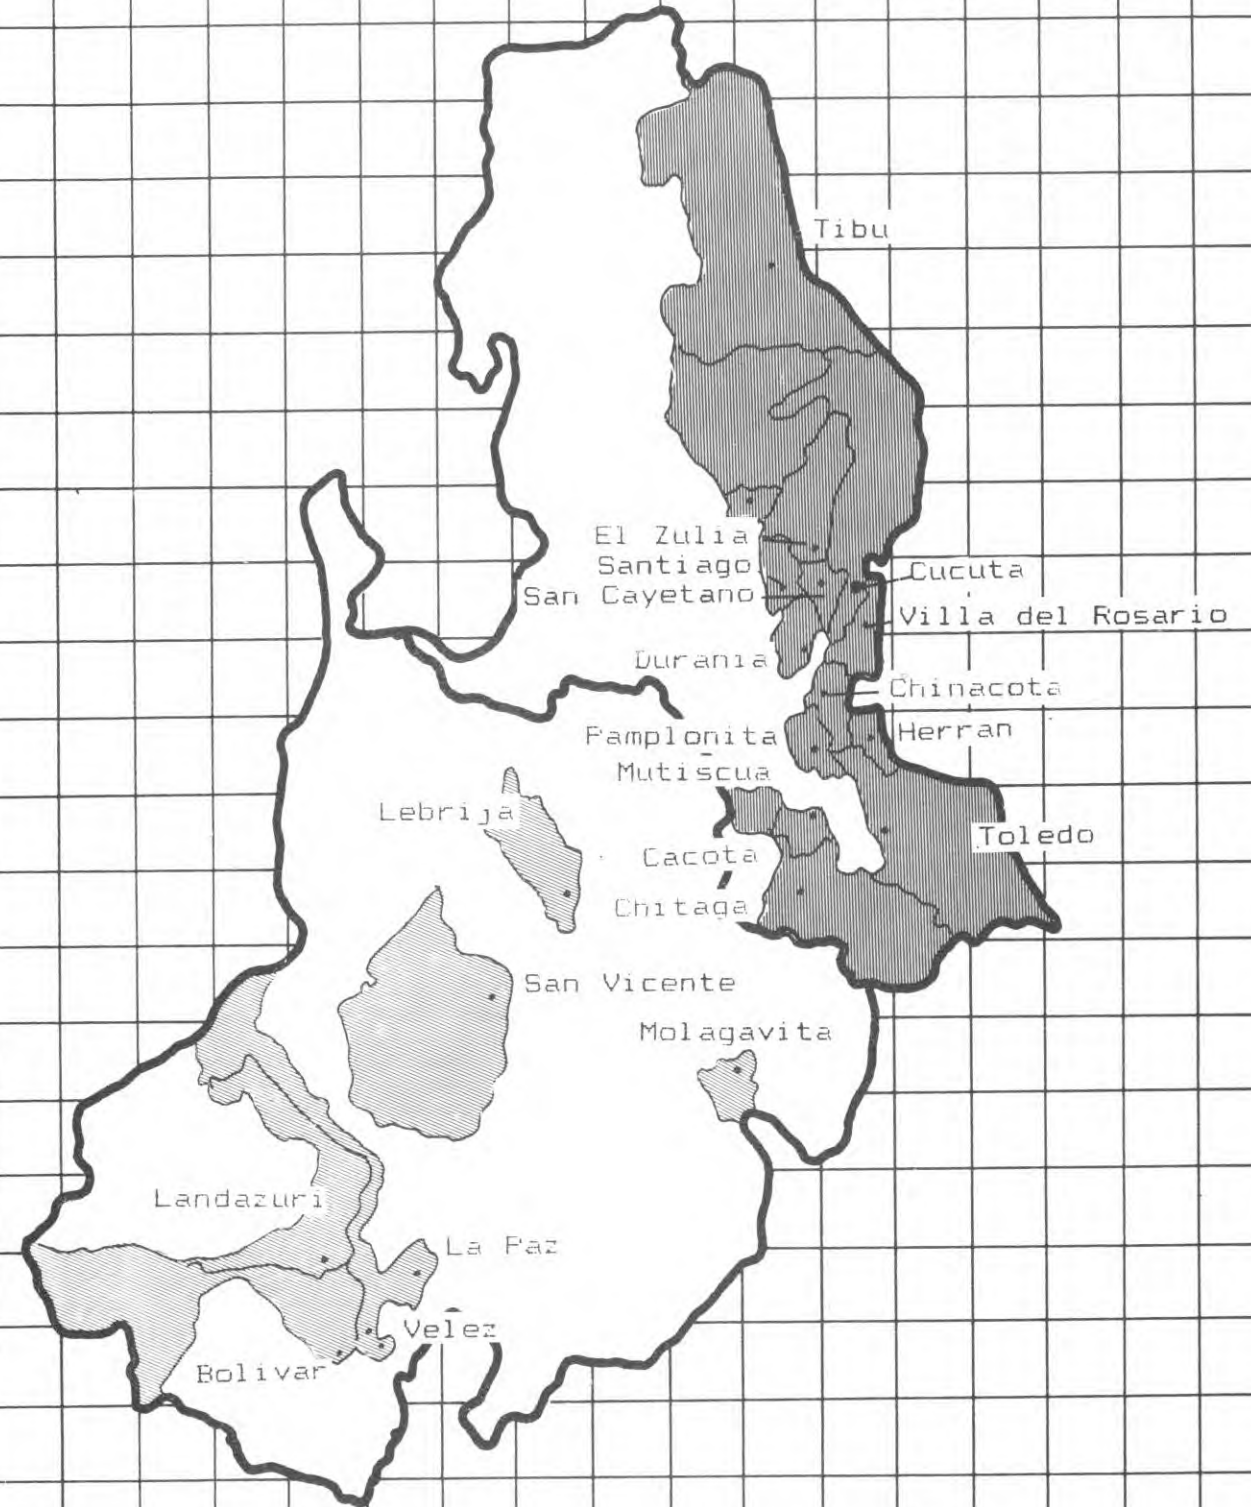 Tibu
El Zulia
Santiago
Cucuta
San Cayetano
Villa del Rosario
Durania
Chinacota
Pamplonita
Herran
Mutiscua
Lebrija
Toledo
Cacota
Chitaga
San Vicente
Molagavita
Landazuri
La Paz
Velez
Bolivar